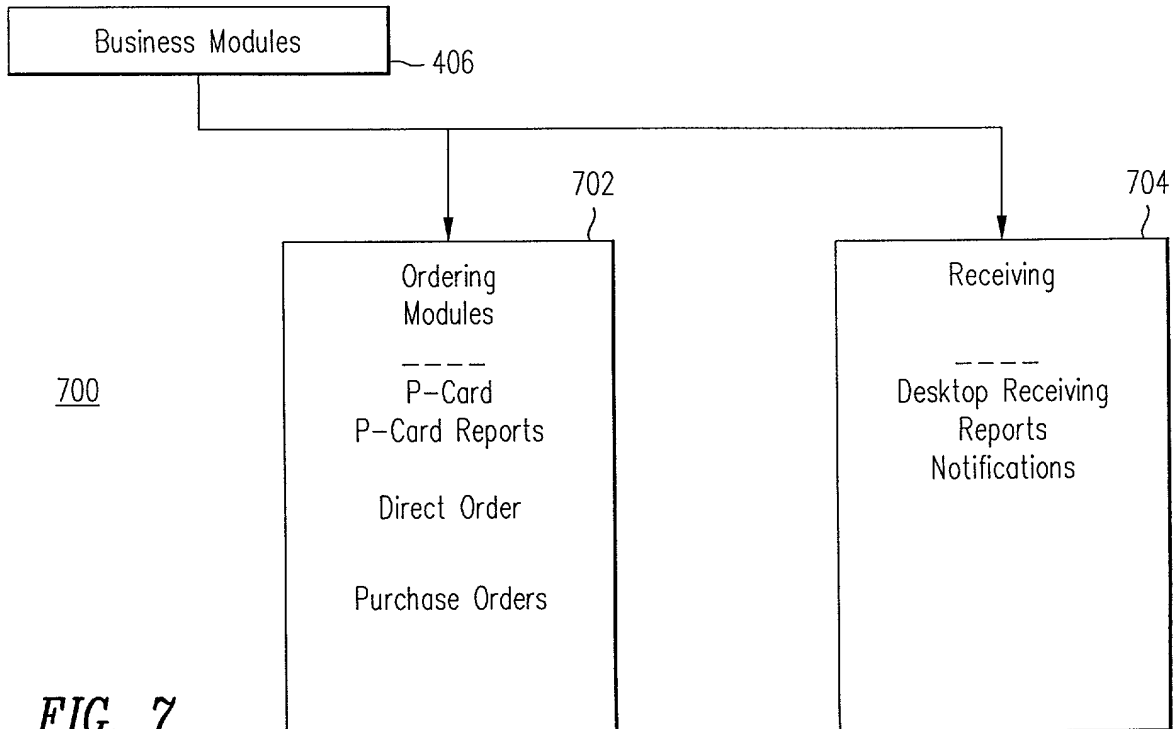 Business Modules
406
702
704
Ordering
Modules
P-Card
P-Card Reports
Direct Order
Purchase Orders
Receiving
Desktop Receiving
Reports
Notifications
700
FIG. 7